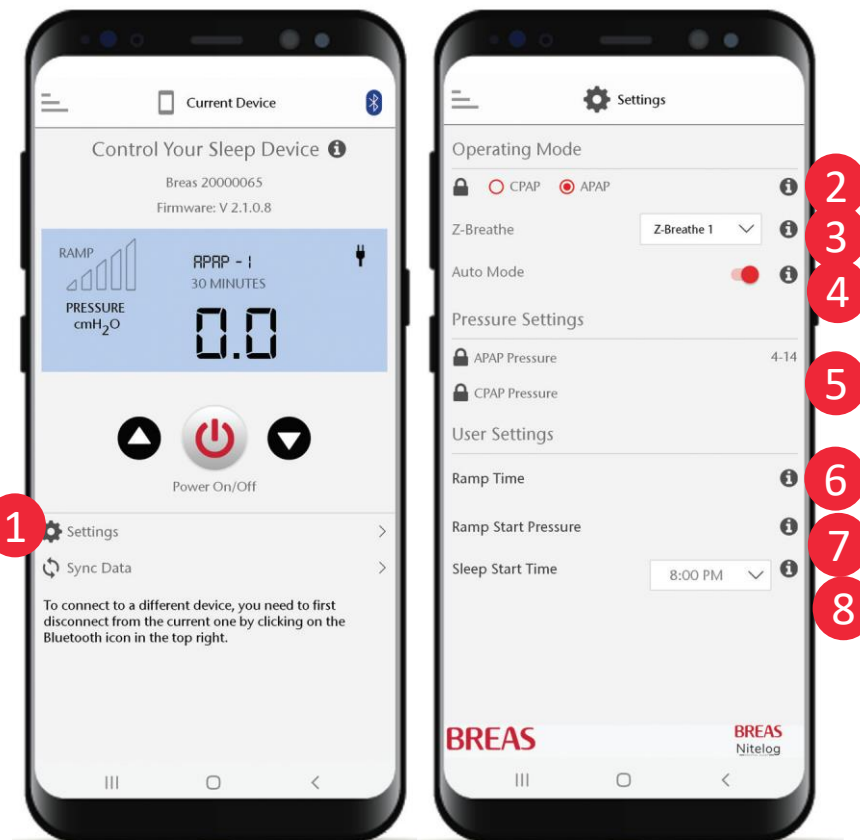 Current Device
Control Your Sleep Device i
Breas 20000065
Firmware: V 2.1.0.8
RAMP
APAP - 1
30 MINUTES
PRESSURE
cmH2O
0.0
Power On/Off
1
Settings
Sync Data
To connect to a different device, you need to first
disconnect from the current one by clicking on the
Bluetooth icon in the top right.
Settings
Operating Mode
CPAP APAP i 2
Z-Breathe Z-Breathe 1 i 3
Auto Mode i 4
Pressure Settings
APAP Pressure 4-14
5
CPAP Pressure
User Settings
Ramp Time i 6
Ramp Start Pressure i 7
Sleep Start Time 8:00 PM i
8
BREAS
BREAS
Nitelog